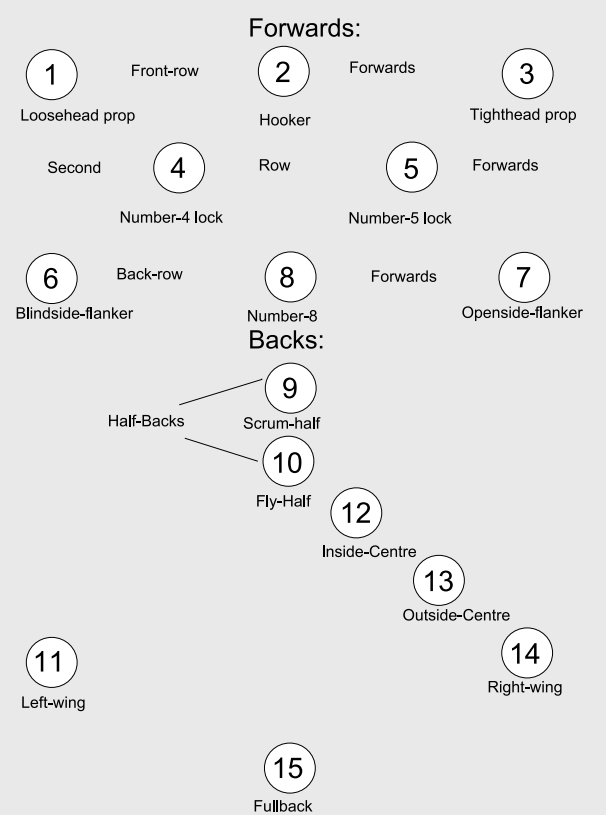 Forwards:
1 Front-row 2 Forwards 3
Loosehead prop Hooker Tighthead prop
Second 4 Row 5 Forwards
Number-4 lock Number-5 lock
6 Back-row 8 Forwards 7
Blindside-flanker Number-8 Openside-flanker
Backs:
9
Half-Backs Scrum-half
10
Fly-Half
12
Inside-Centre
13
Outside-Centre
11 14
Left-wing Right-wing
15
Fullback